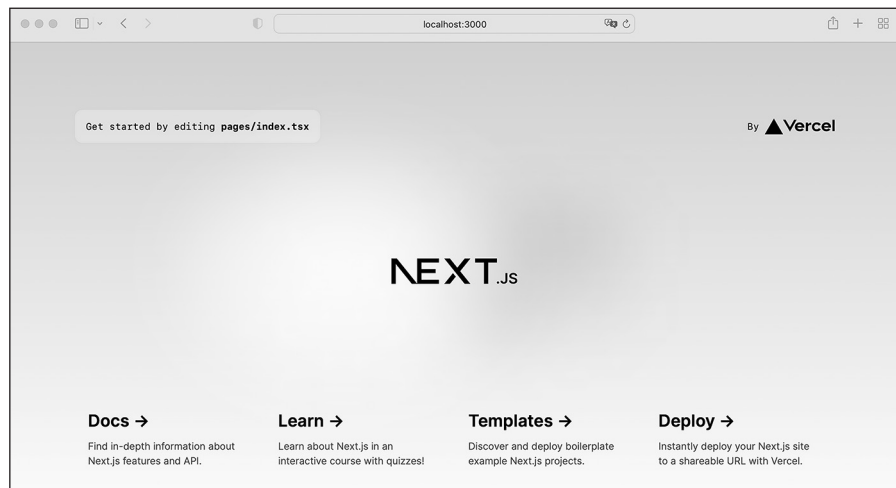 localhost:3000
Get started by editing pages/index.tsx
By Vercel
NEXT.JS
Docs →
Find in-depth information about
Next.js features and API.
Learn →
Learn about Next.js in an
interactive course with quizzes!
Templates →
Discover and deploy boilerplate
example Next.js projects.
Deploy →
Instantly deploy your Next.js site
to a shareable URL with Vercel.